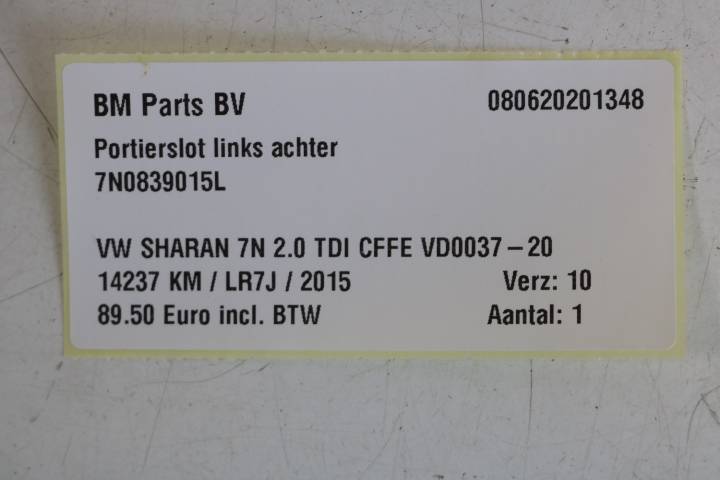 BM Parts BV 080620201348
Portierslot links achter
7N0839015L
VW SHARAN 7N 2.0 TDI CFFE VD0037-20
14237 KM / LR7J / 2015 Verz: 10
89.50 Euro incl. BTW Aantal: 1